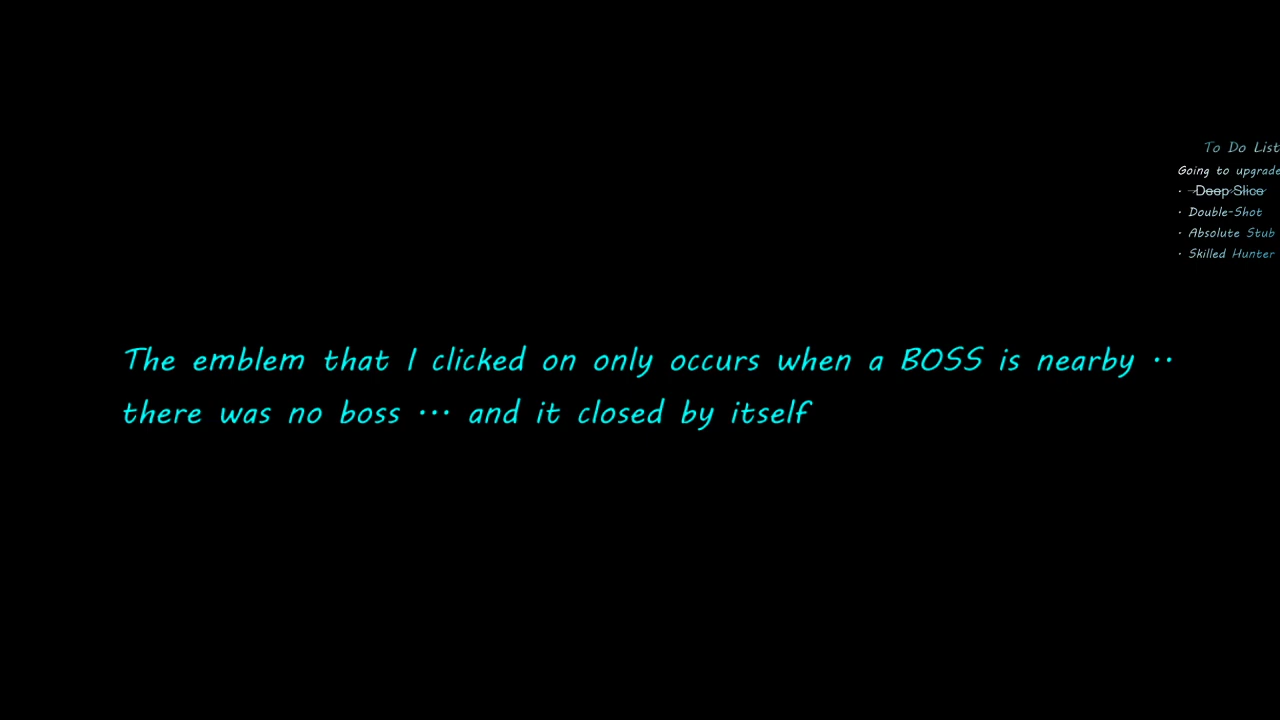 To Do List
Going to upgrade
· Deep Slice
· Double-Shot
· Absolute Stub
· Skilled Hunter
The emblem that I clicked on only occurs when a BOSS is nearby ..
there was no boss ... and it closed by itself